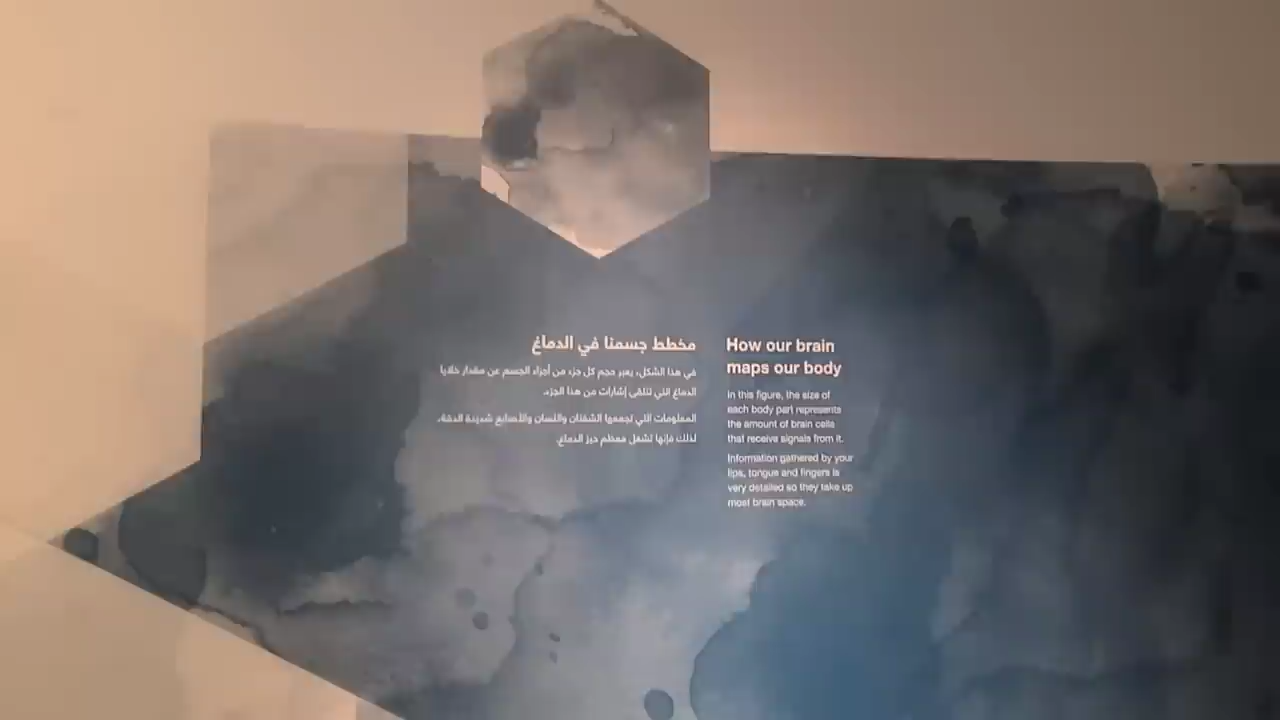 مخطط جسمنا في الدماغ
في هذا الشكل، يعبر حجم كل جزء من أجزاء الجسم عن مقدار خلايا
الدماغ التي تتلقى إشارات من هذا الجزء.
المعلومات التي تجمعها الشفتان واللسان والأصابع شديدة الدقة،
لذلك فإنها تشغل معظم حيز الدماغ.
How our brain
maps our body
In this figure, the size of
each body part represents
the amount of brain cells
that receive signals from it.
Information gathered by your
lips, tongue and fingers is
very detailed so they take up
most brain space.